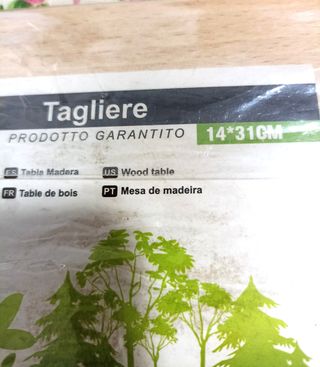 Tagliere
PRODOTTO GARANTITO 14*31CM
ES Tabla Madera US Wood table
FR Table de bois PT Mesa de madeira